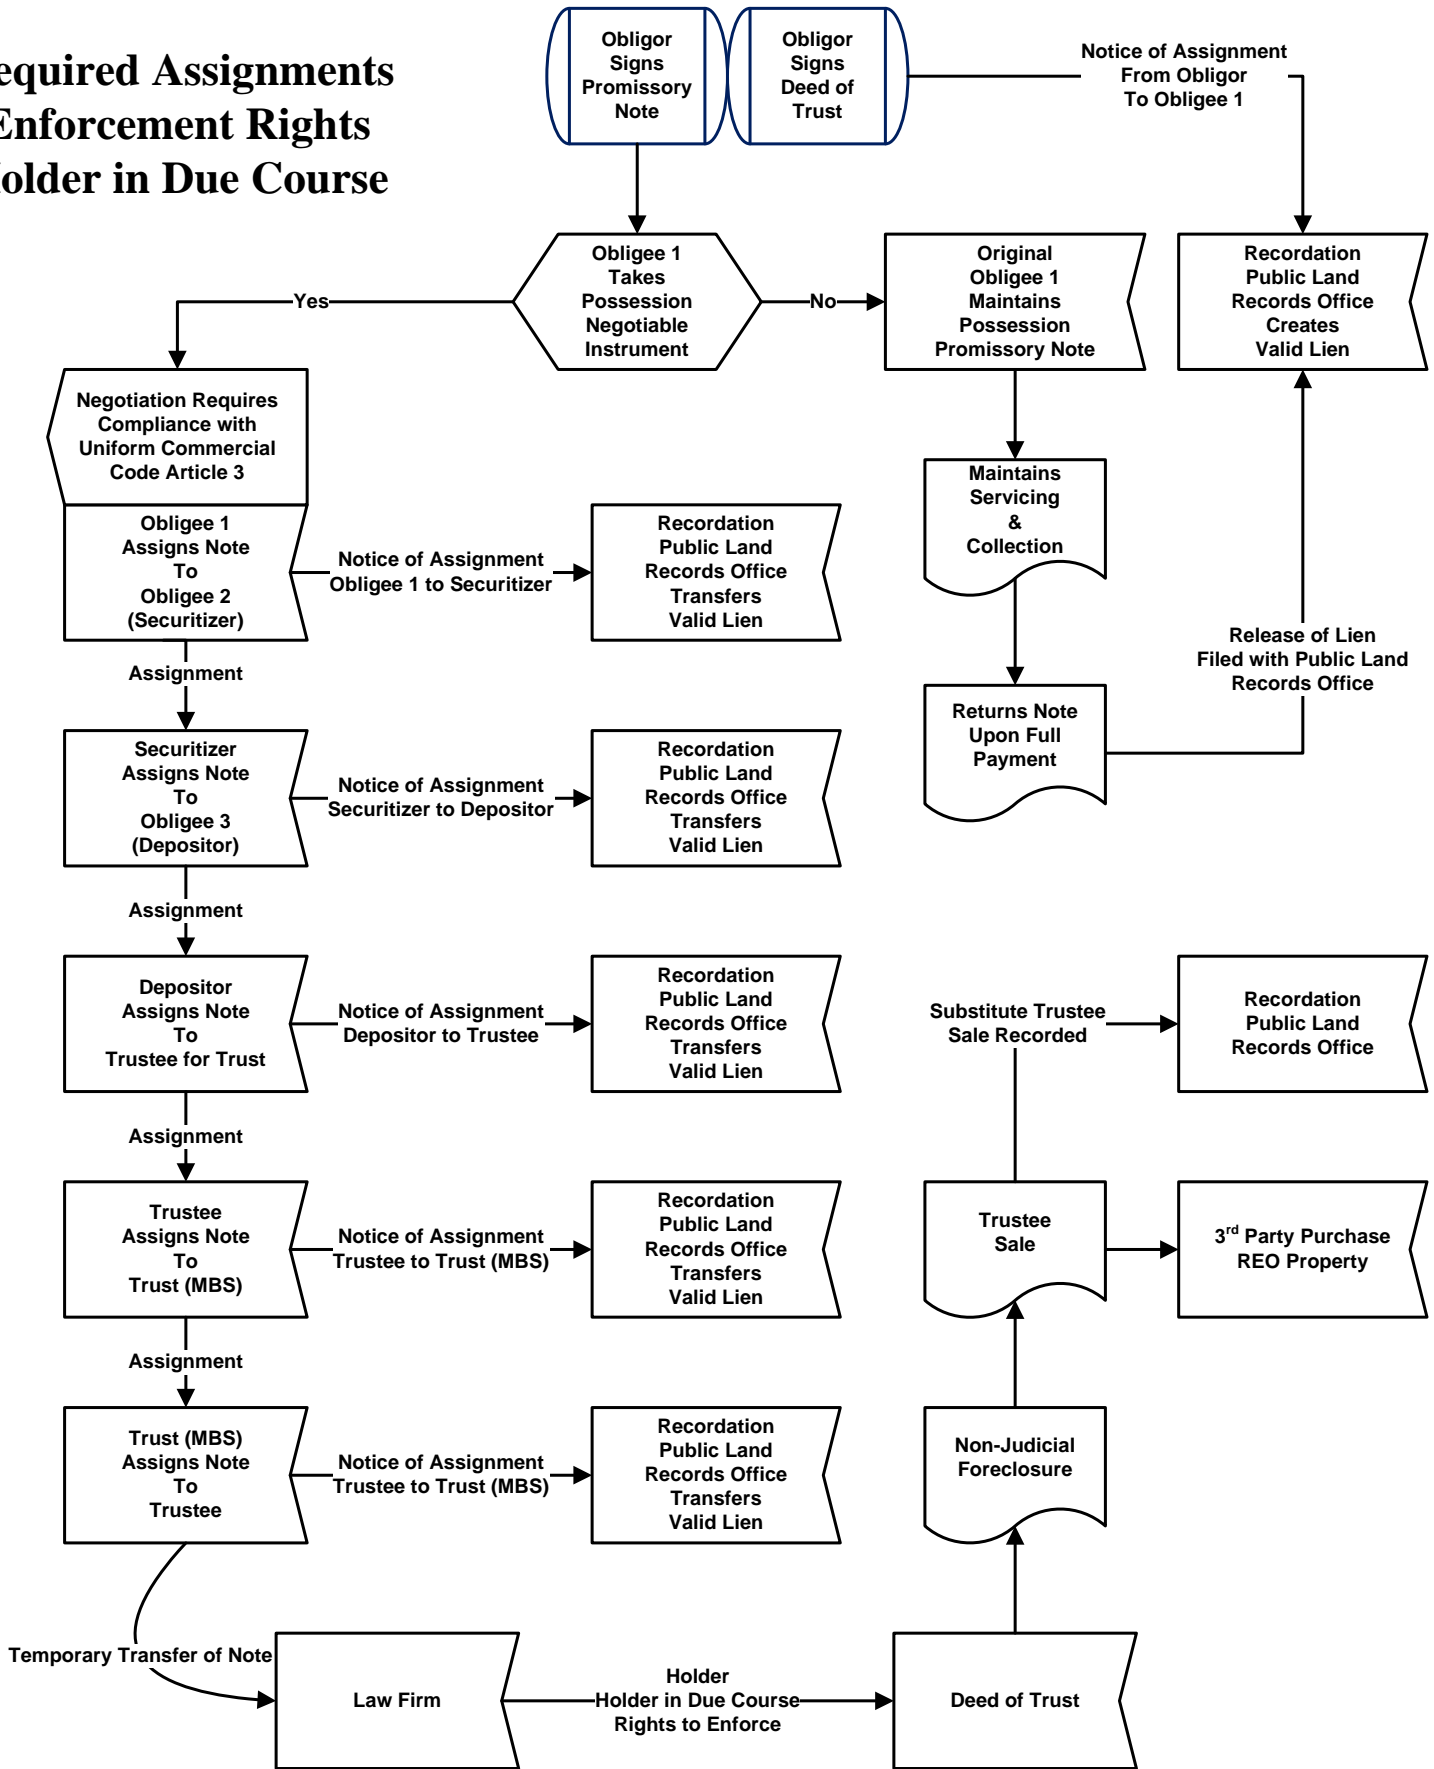 equired Assignments
Enforcement Rights
older in Due Course
Obligor
Signs
Promissory
Note
Obligor
Signs
Deed of
Trust
Notice of Assignment
From Obligor
To Obligee 1
Obligee 1
Takes
Possession
Negotiable
Instrument
Yes
No
Original
Obligee 1
Maintains
Possession
Promissory Note
Recordation
Public Land
Records Office
Creates
Valid Lien
Negotiation Requires
Compliance with
Uniform Commercial
Code Article 3
Obligee 1
Assigns Note
To
Obligee 2
(Securitizer)
Notice of Assignment
Obligee 1 to Securitizer
Recordation
Public Land
Records Office
Transfers
Valid Lien
Maintains
Servicing
&
Collection
Assignment
Release of Lien
Filed with Public Land
Records Office
Returns Note
Upon Full
Payment
Securitizer
Assigns Note
To
Obligee 3
(Depositor)
Notice of Assignment
Securitizer to Depositor
Recordation
Public Land
Records Office
Transfers
Valid Lien
Assignment
Depositor
Assigns Note
To
Trustee for Trust
Notice of Assignment
Depositor to Trustee
Recordation
Public Land
Records Office
Transfers
Valid Lien
Substitute Trustee
Sale Recorded
Recordation
Public Land
Records Office
Assignment
Trustee
Assigns Note
To
Trust (MBS)
Notice of Assignment
Trustee to Trust (MBS)
Recordation
Public Land
Records Office
Transfers
Valid Lien
Trustee
Sale
3rd Party Purchase
REO Property
Assignment
Trust (MBS)
Assigns Note
To
Trustee
Notice of Assignment
Trustee to Trust (MBS)
Recordation
Public Land
Records Office
Transfers
Valid Lien
Non-Judicial
Foreclosure
Temporary Transfer of Note
Law Firm
Holder
Holder in Due Course
Rights to Enforce
Deed of Trust